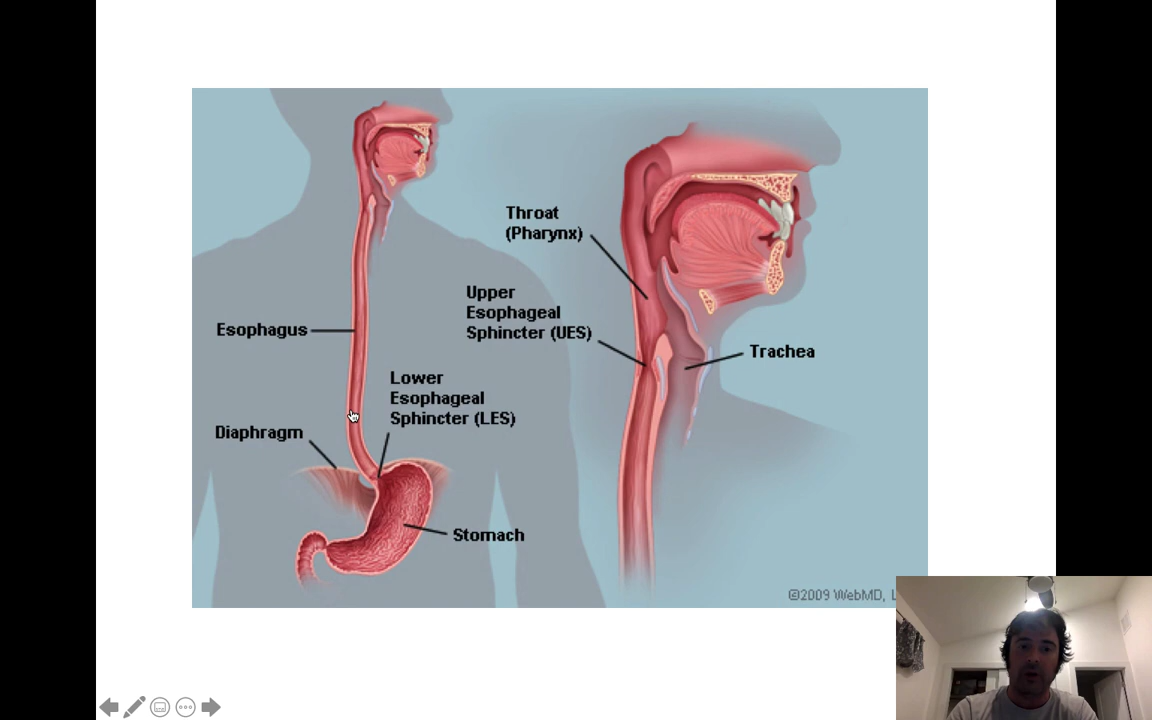 Throat
(Pharynx)
Upper
Esophageal
Sphincter (UES)
Esophagus
Trachea
Lower
Esophageal
Sphincter (LES)
Diaphragm
Stomach
©2009 WebMD,